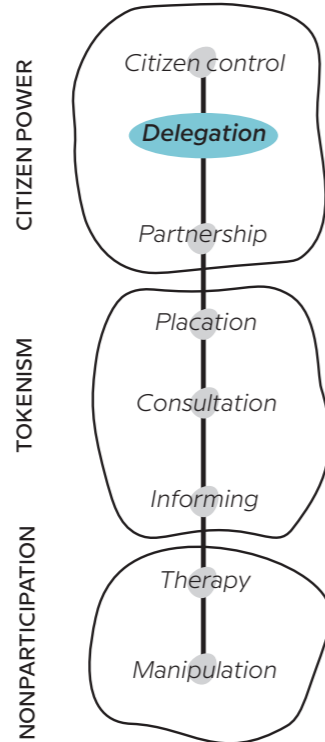 CITIZEN POWER
Citizen control
Delegation
Partnership
TOKENISM
Placation
Consultation
Informing
NONPARTICIPATION
Therapy
Manipulation